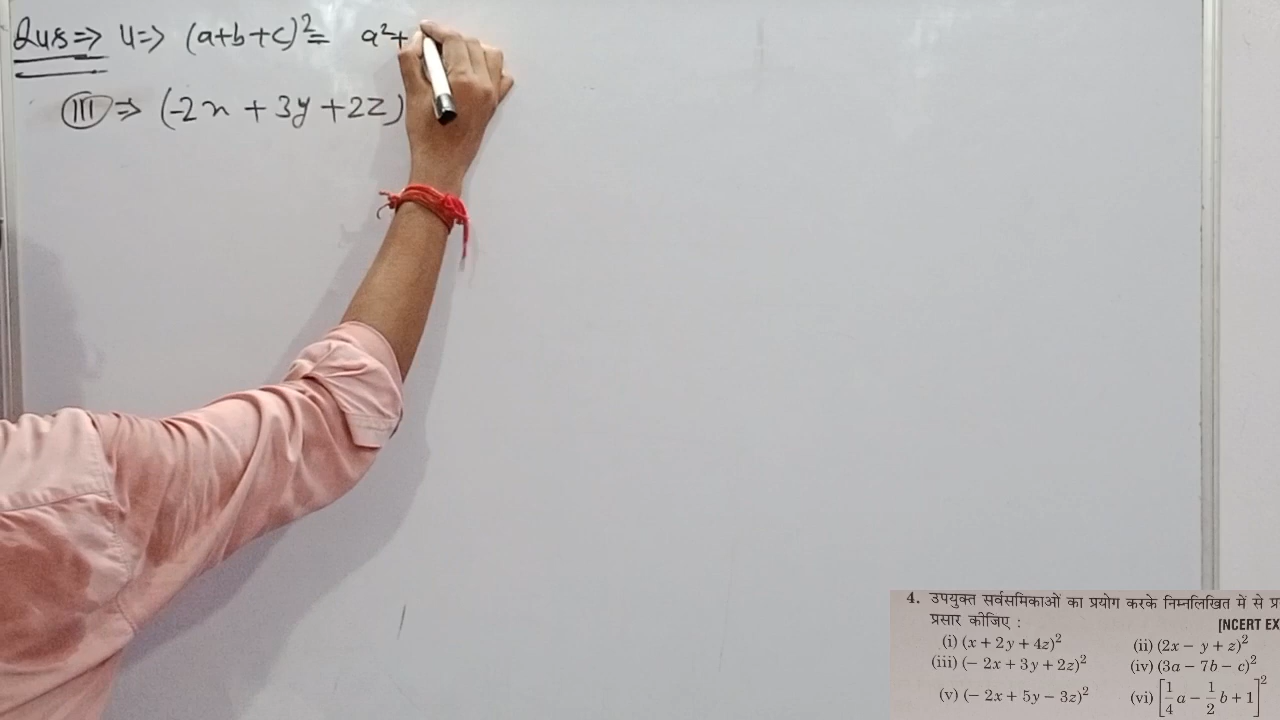 Ques⇒ 4⇒ (a+b+c)²= a²+
(III) ⇒ (-2x + 3y + 2z)
4. उपयुक्त सर्वसमिकाओं का प्रयोग करके निम्नलिखित में से
प्रसार कीजिए : [NCERT EX
(i) (x + 2y + 4z)² (ii) (2x − y + z)²
(iii) (− 2x + 3y + 2z)² (iv) (3a − 7b − c)²
(v) (− 2x + 5y − 3z)² (vi) [1/4 a − 1/2 b + 1]²